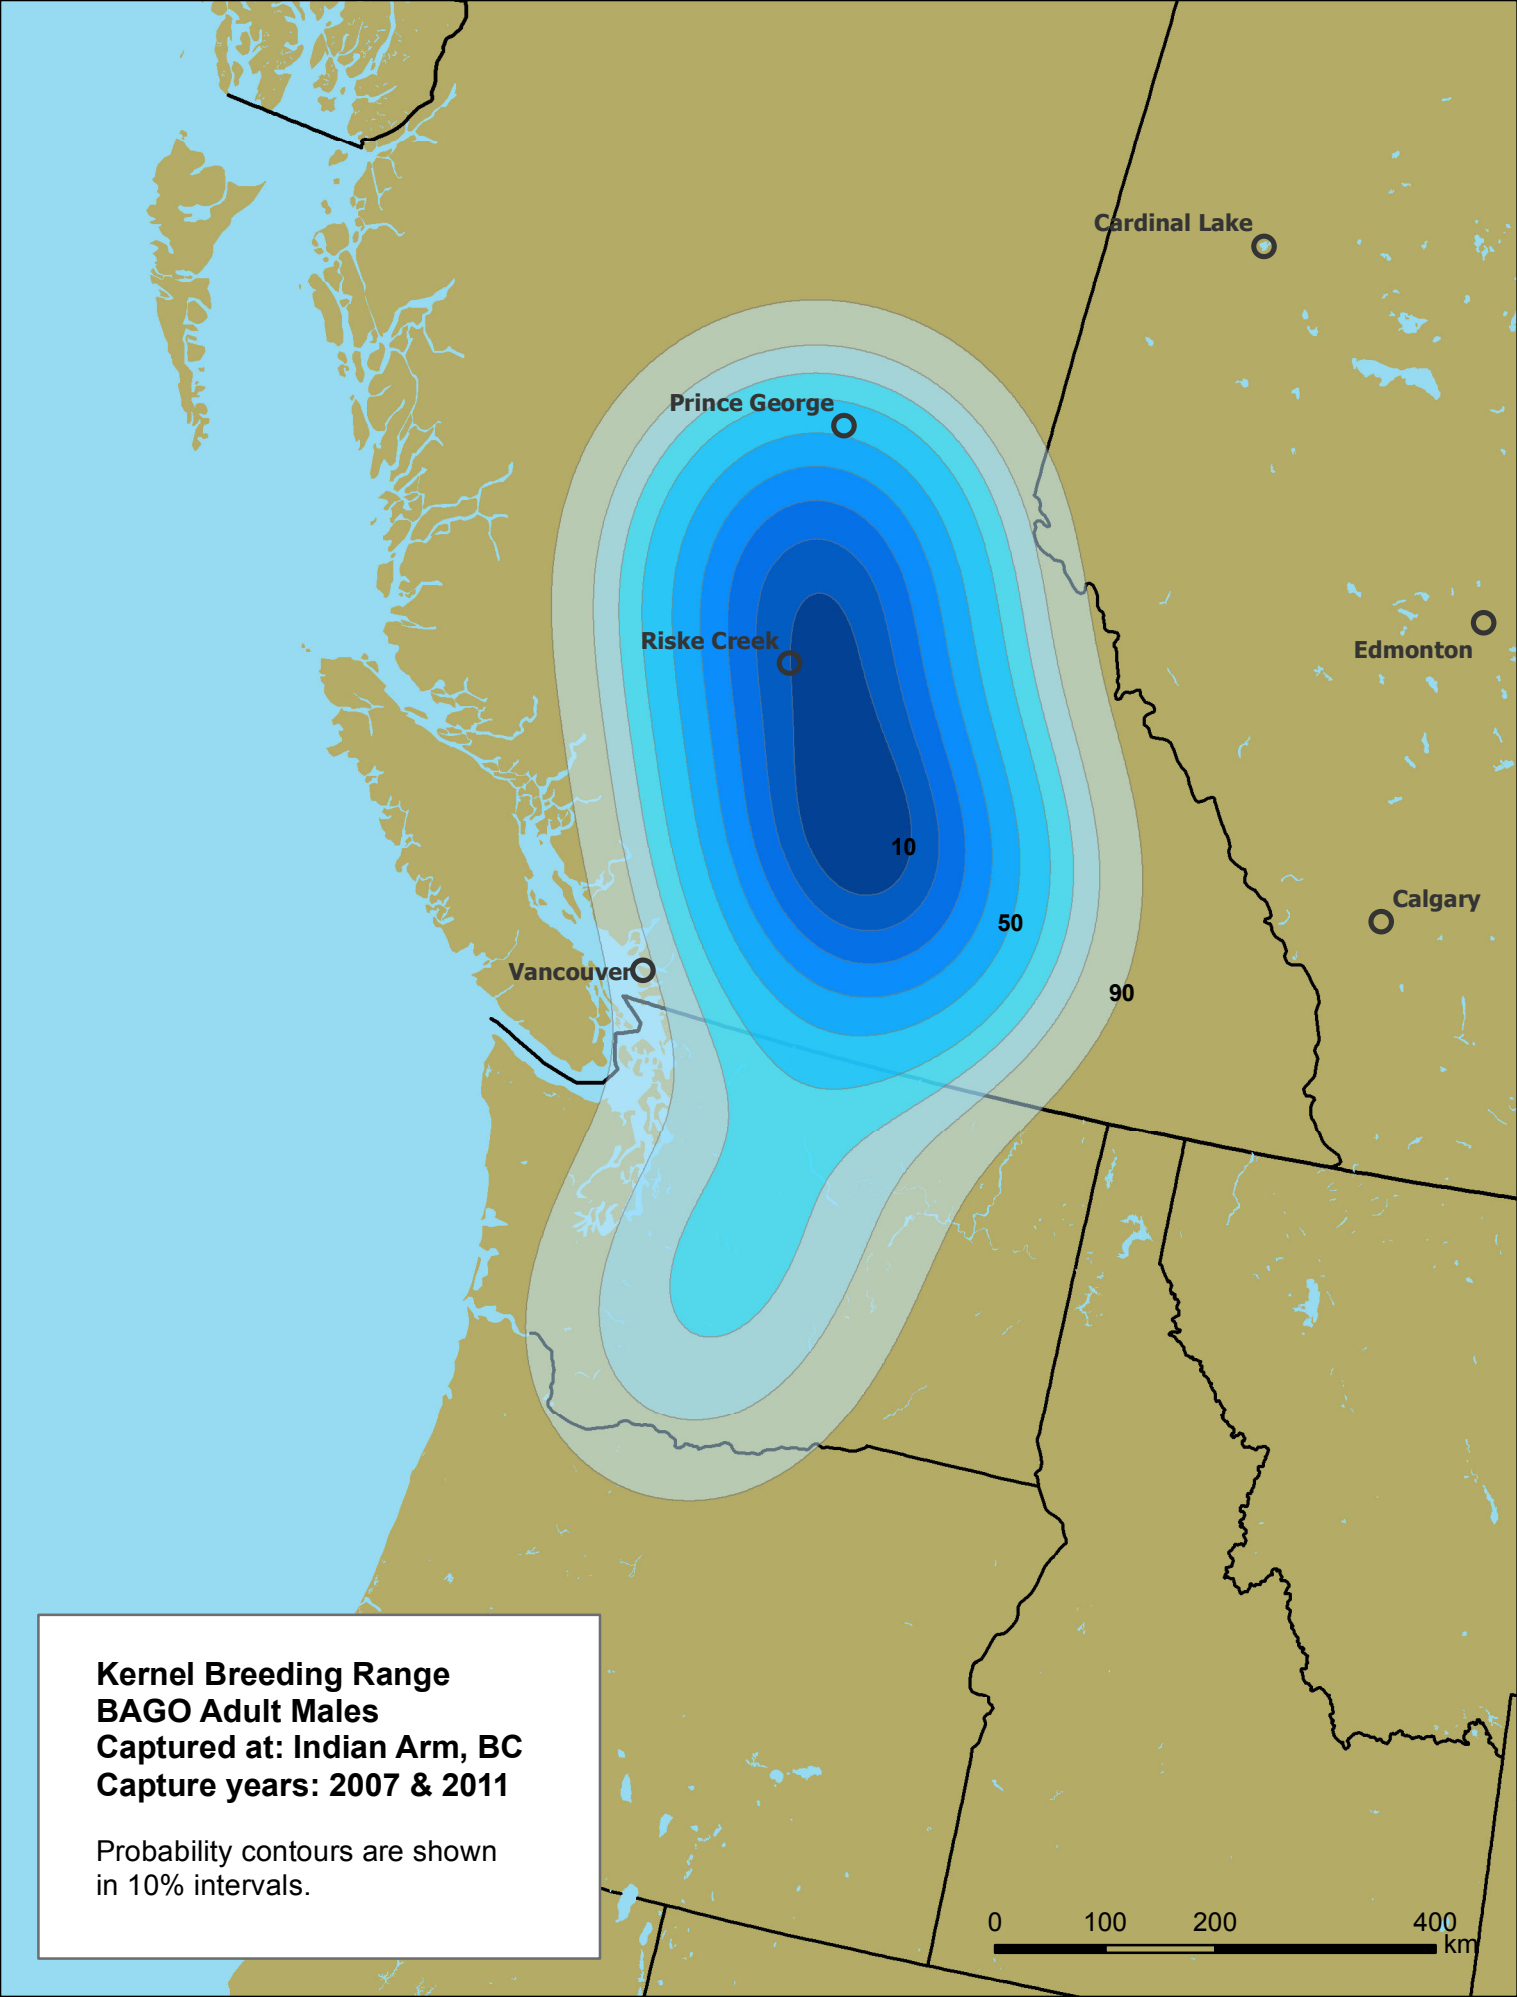 Cardinal Lake
Prince George
Riske Creek
Edmonton
10
Calgary
50
Vancouver
90
Kernel Breeding Range
BAGO Adult Males
Captured at: Indian Arm, BC
Capture years: 2007 & 2011
Probability contours are shown
in 10% intervals.
0 100 200 400
km